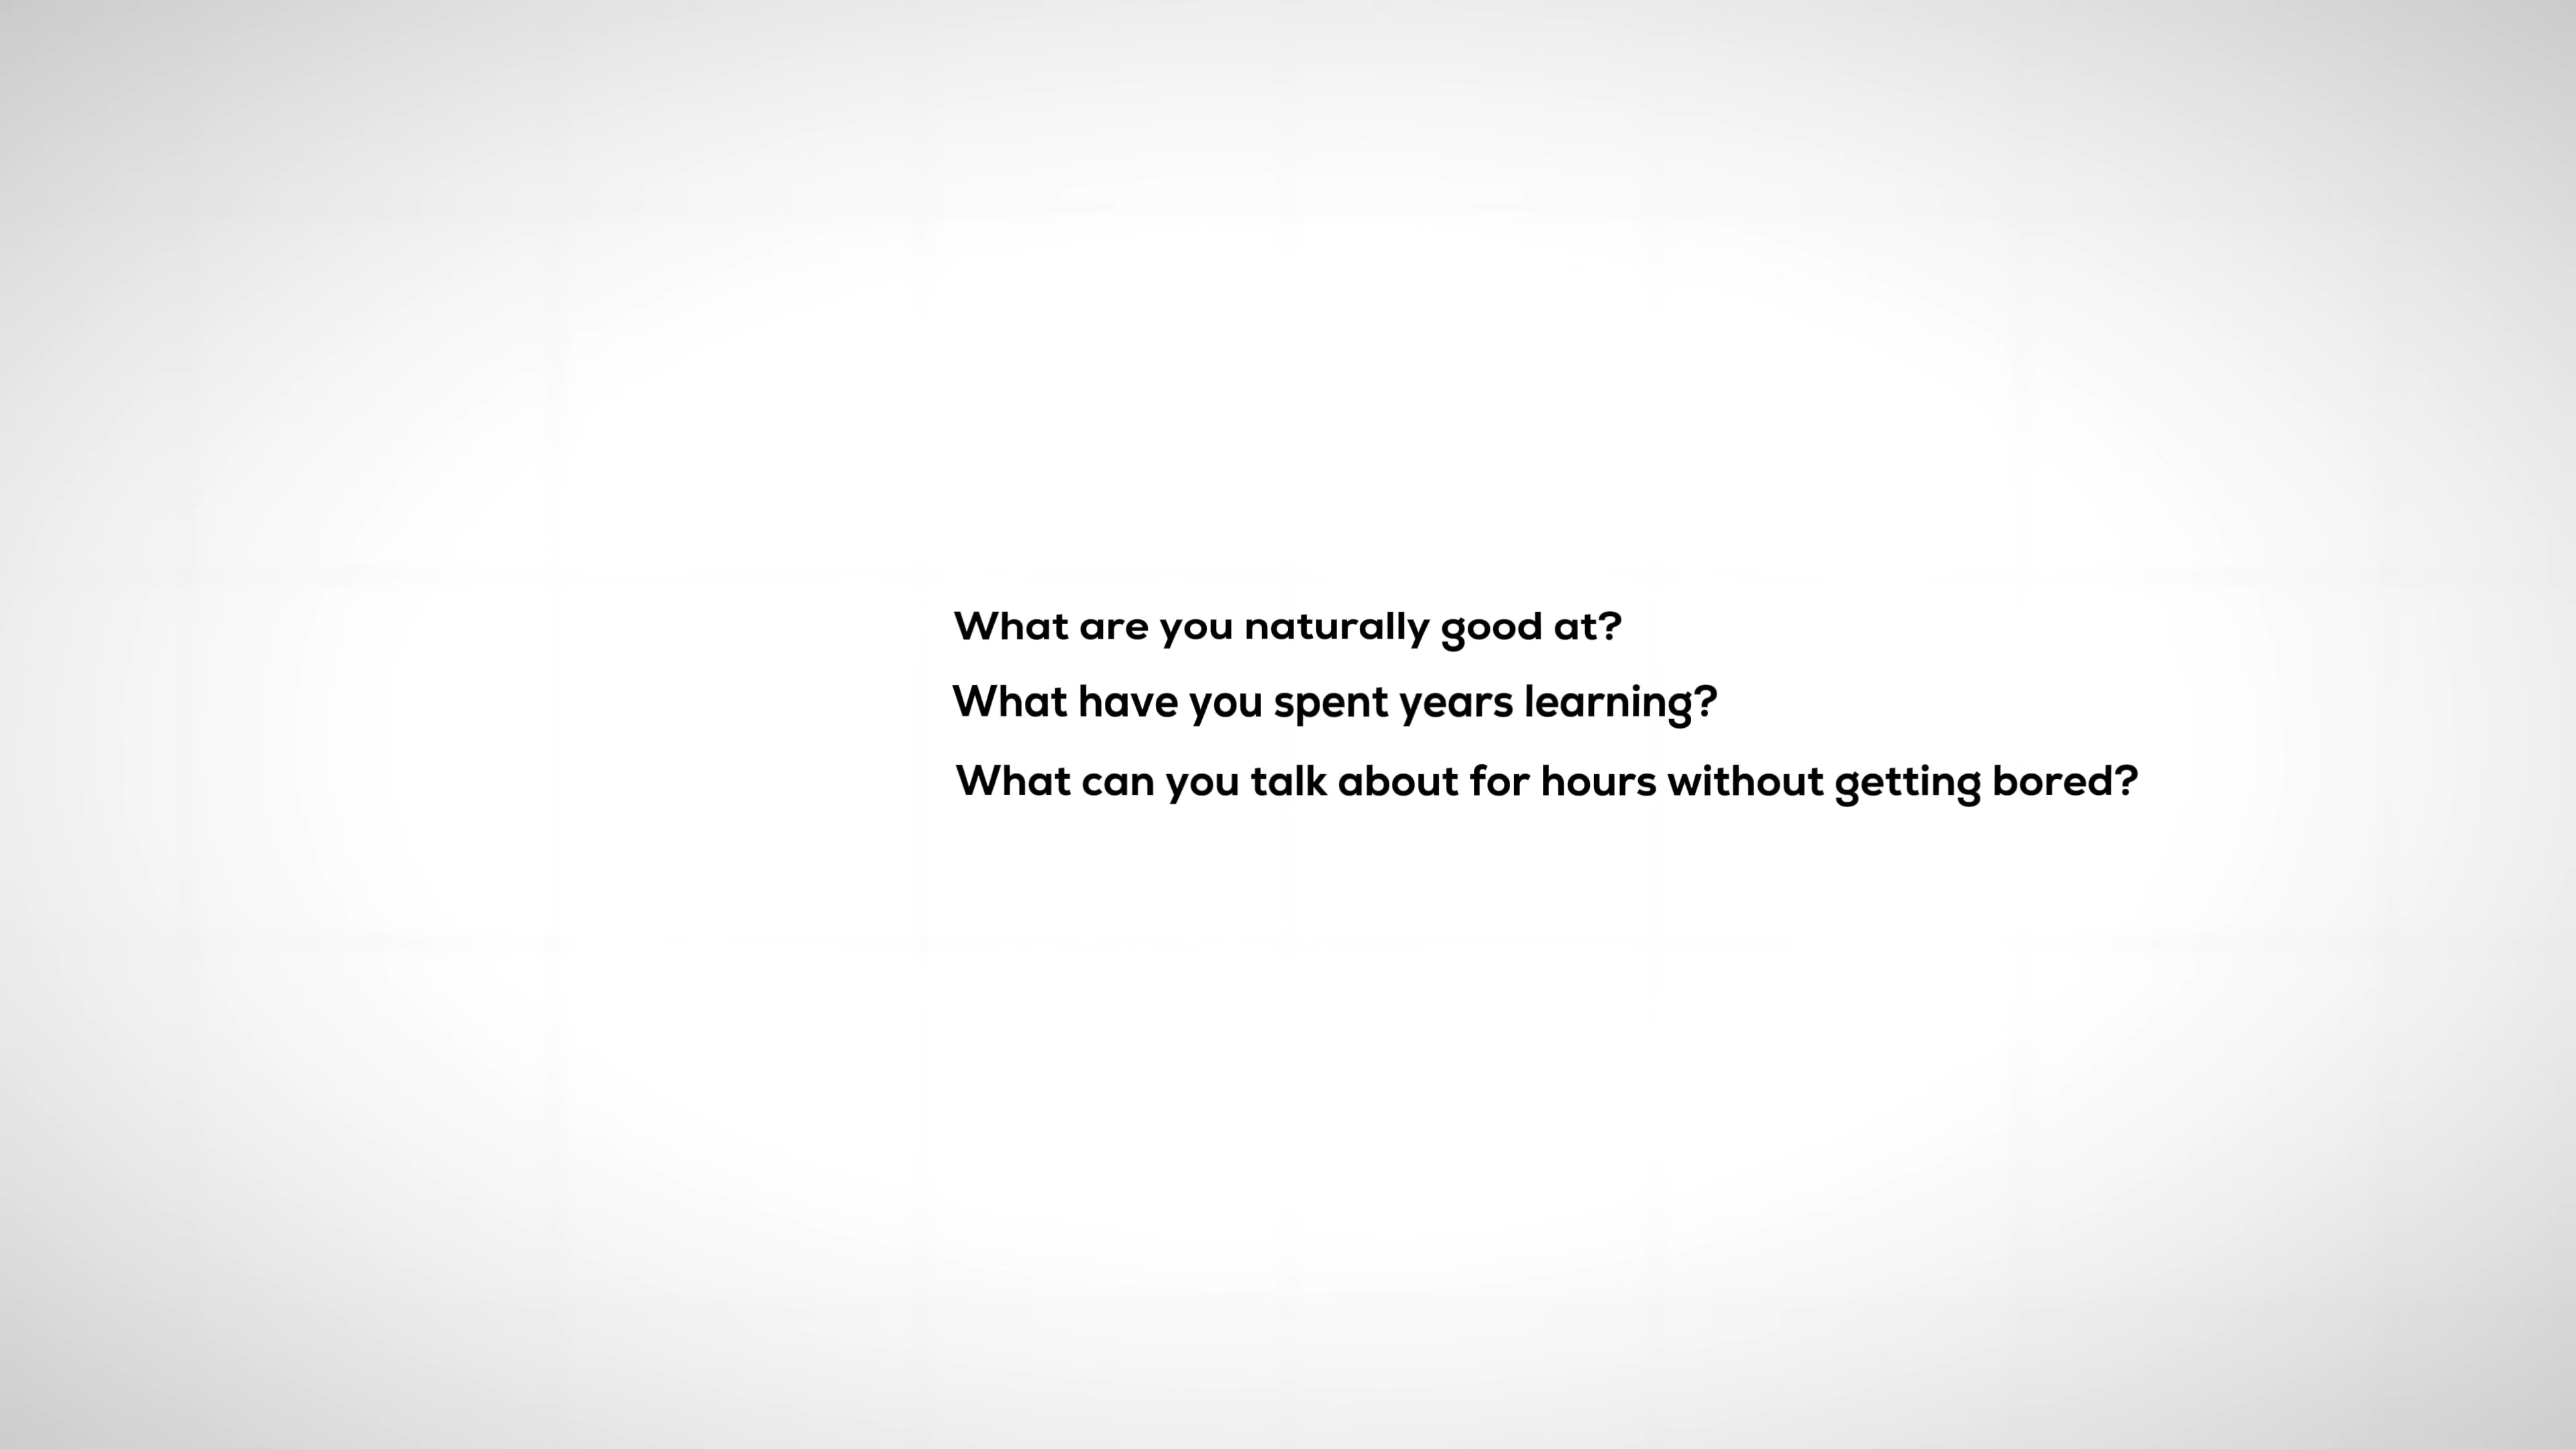 What are you naturally good at?
What have you spent years learning?
What can you talk about for hours without getting bored?